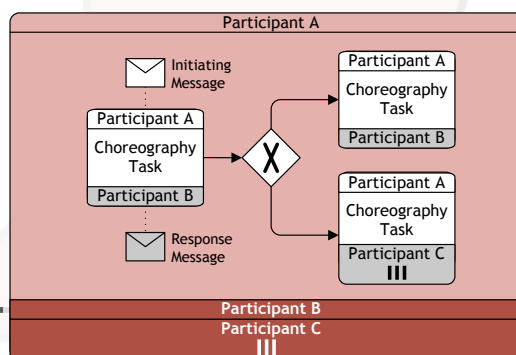 Participant A
Initiating
Message
Participant A
Choreography
Task
Participant B
Response
Message
X
Participant A
Choreography
Task
Participant B
Participant A
Choreography
Task
Participant C
Participant B
Participant C